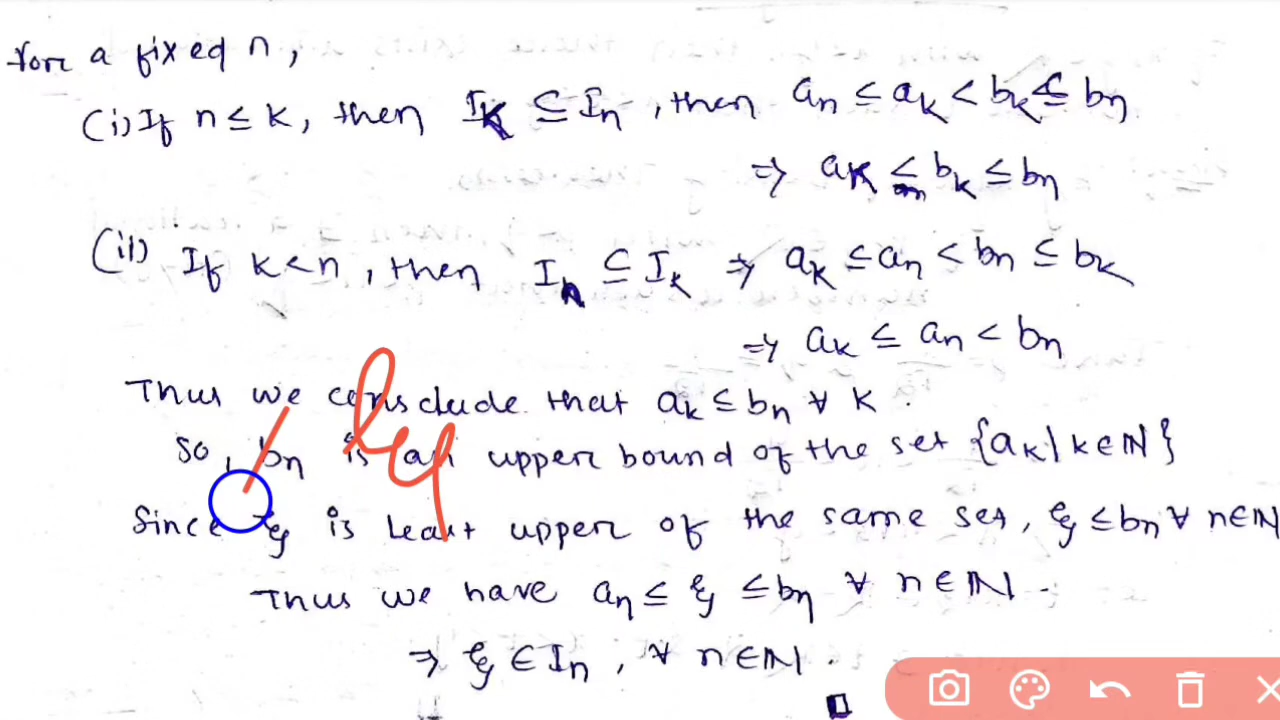 for a fixed n,
(i) If n ≤ k, then I_k ⊆ I_n, then a_n ≤ a_k < b_k ≤ b_n
⇒ a_k ≤ b_k ≤ b_n
(ii) If k < n, then I_n ⊆ I_k ⇒ a_k ≤ a_n < b_n ≤ b_k
⇒ a_k ≤ a_n < b_n
Thus we conclude that a_k ≤ b_n ∀ k.
So, b_n is an upper bound of the set {a_k | k ∈ ℕ}
Since ξ is least upper of the same set, ξ ≤ b_n ∀ n ∈ ℕ
Thus we have a_n ≤ ξ ≤ b_n ∀ n ∈ ℕ.
⇒ ξ ∈ I_n, ∀ n ∈ ℕ.